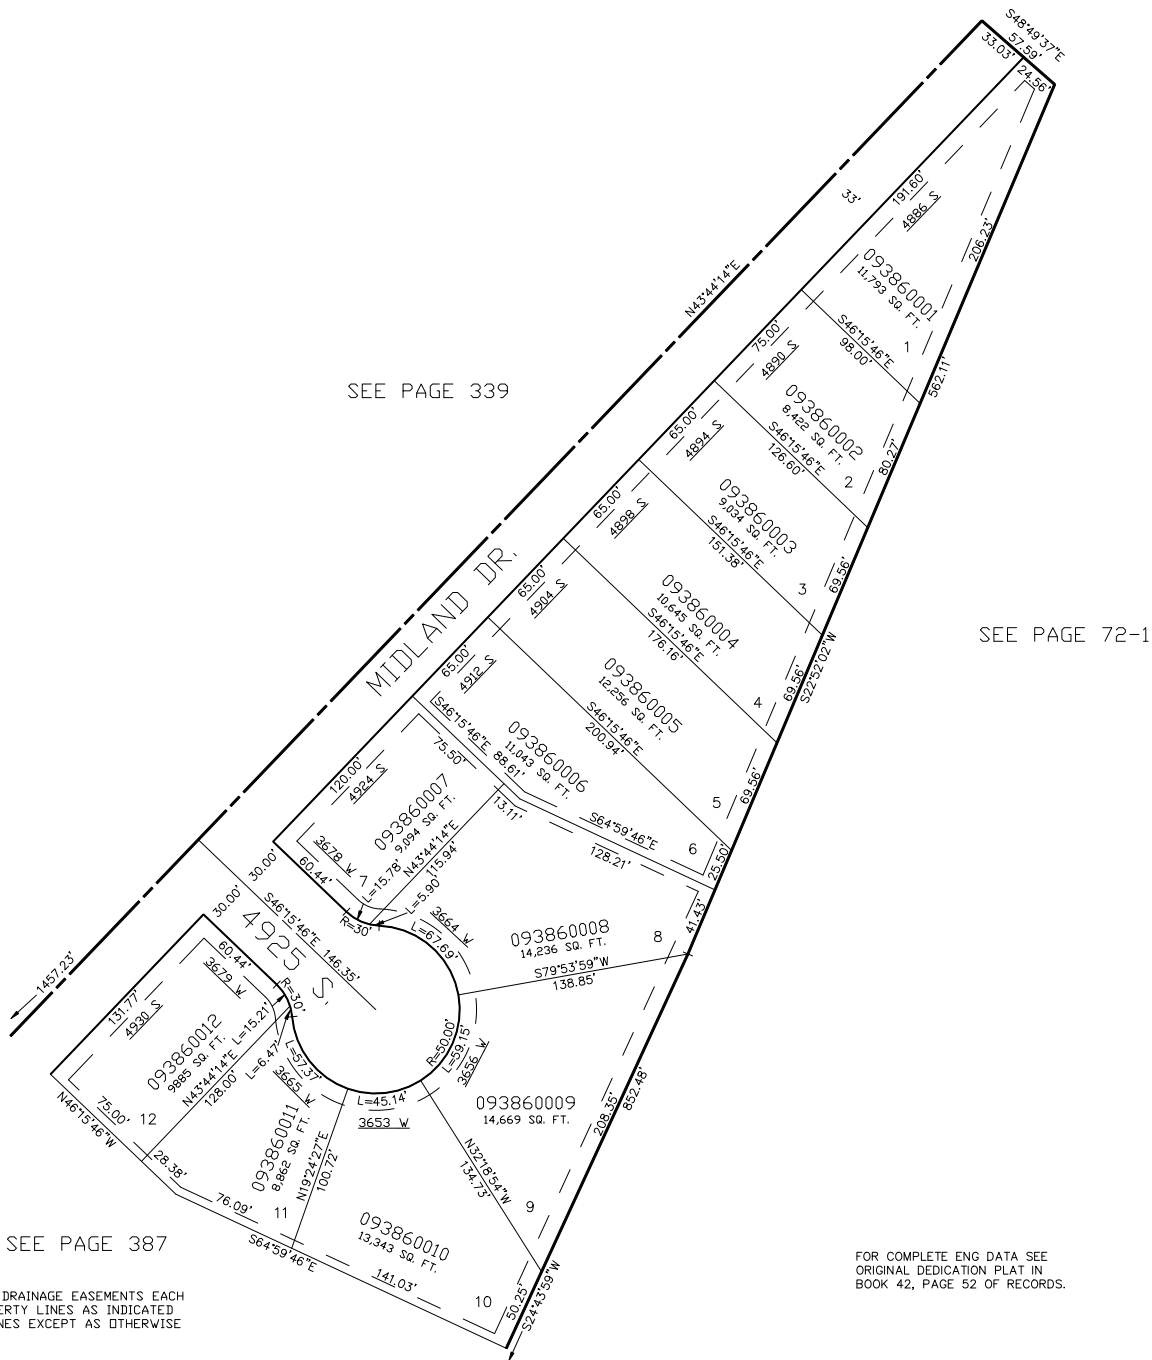 S48°49'37"E
57.59'
33.03'
24.56'
33'
191.60'
4886 S
206.23'
N43°44'14"E
093860001
11,793 SQ. FT.
1
S46°15'46"E
98.00'
562.11'
75.00'
4890 S
SEE PAGE 339
093860002
8,422 SQ. FT.
2
S46°15'46"E
126.60'
80.27'
65.00'
4894 S
093860003
9,034 SQ. FT.
3
S46°15'46"E
151.38'
69.56'
65.00'
4898 S
093860004
10,645 SQ. FT.
4
S46°15'46"E
176.16'
69.56'
S22°52'02"W
SEE PAGE 72-1
MIDLAND DR.
65.00'
4904 S
093860005
12,256 SQ. FT.
5
S46°15'46"E
200.94'
69.56'
65.00'
4912 S
S46°15'46"E 88.61'
093860006
11,043 SQ. FT.
6
S64°59'46"E
128.21'
25.50'
120.00'
4924 S
75.50'
13.11'
093860007
9,094 SQ. FT.
7
N43°44'14"E
115.94'
3678 W
60.44'
L=15.78'
L=5.90'
R=30'
3664 W
L=67.69'
093860008
14,236 SQ. FT.
8
41.43'
S79°53'59"W
138.85'
30.00'
30.00'
S46°15'46"E 146.35'
4925 S.
1457.23'
60.44'
3679 W
R=30'
L=15.21'
L=6.47'
131.77'
4930 S
093860012
9885 SQ. FT.
12
N43°44'14"E
128.00'
N46°15'46"W
75.00'
28.38'
L=57.37'
3665 W
R=50.00'
L=59.15'
3656 W
L=45.14'
3653 W
093860009
14,669 SQ. FT.
9
208.35'
852.48'
N32°18'54"W
134.73'
093860011
8,862 SQ. FT.
11
N19°24'27"E
100.72'
76.09'
S64°59'46"E
093860010
13,343 SQ. FT.
10
141.03'
50.25'
S24°43'59"W
SEE PAGE 387
DRAINAGE EASEMENTS EACH
ERTY LINES AS INDICATED
NES EXCEPT AS OTHERWISE
FOR COMPLETE ENG DATA SEE
ORIGINAL DEDICATION PLAT IN
BOOK 42, PAGE 52 OF RECORDS.